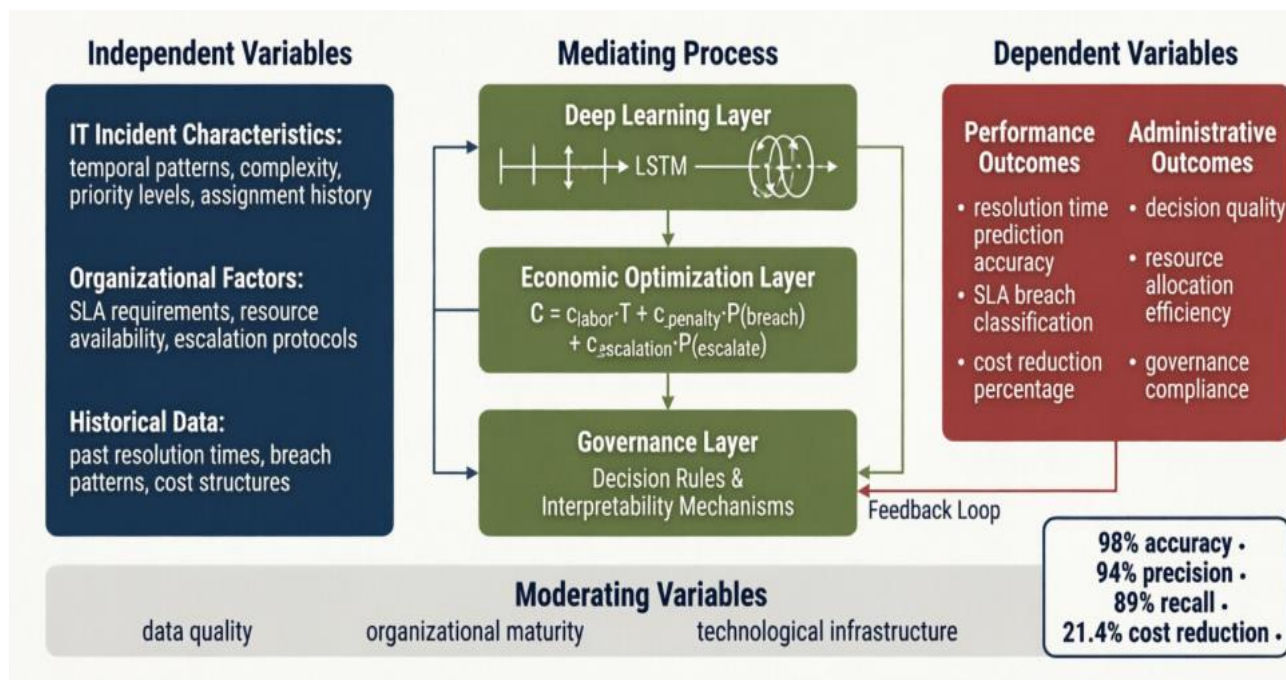 Independent Variables
IT Incident Characteristics:
temporal patterns, complexity,
priority levels, assignment history
Organizational Factors:
SLA requirements, resource
availability, escalation protocols
Historical Data:
past resolution times, breach
patterns, cost structures
Mediating Process
Deep Learning Layer
LSTM
Economic Optimization Layer
C = c_labor·T + c_penalty·P(breach)
+ c_escalation·P(escalate)
Governance Layer
Decision Rules &
Interpretability Mechanisms
Dependent Variables
Performance
Outcomes
• resolution time
prediction
accuracy
• SLA breach
classification
• cost reduction
percentage
Administrative
Outcomes
• decision quality
• resource
allocation
efficiency
• governance
compliance
Feedback Loop
Moderating Variables
data quality organizational maturity technological infrastructure
98% accuracy •
94% precision •
89% recall •
21.4% cost reduction •